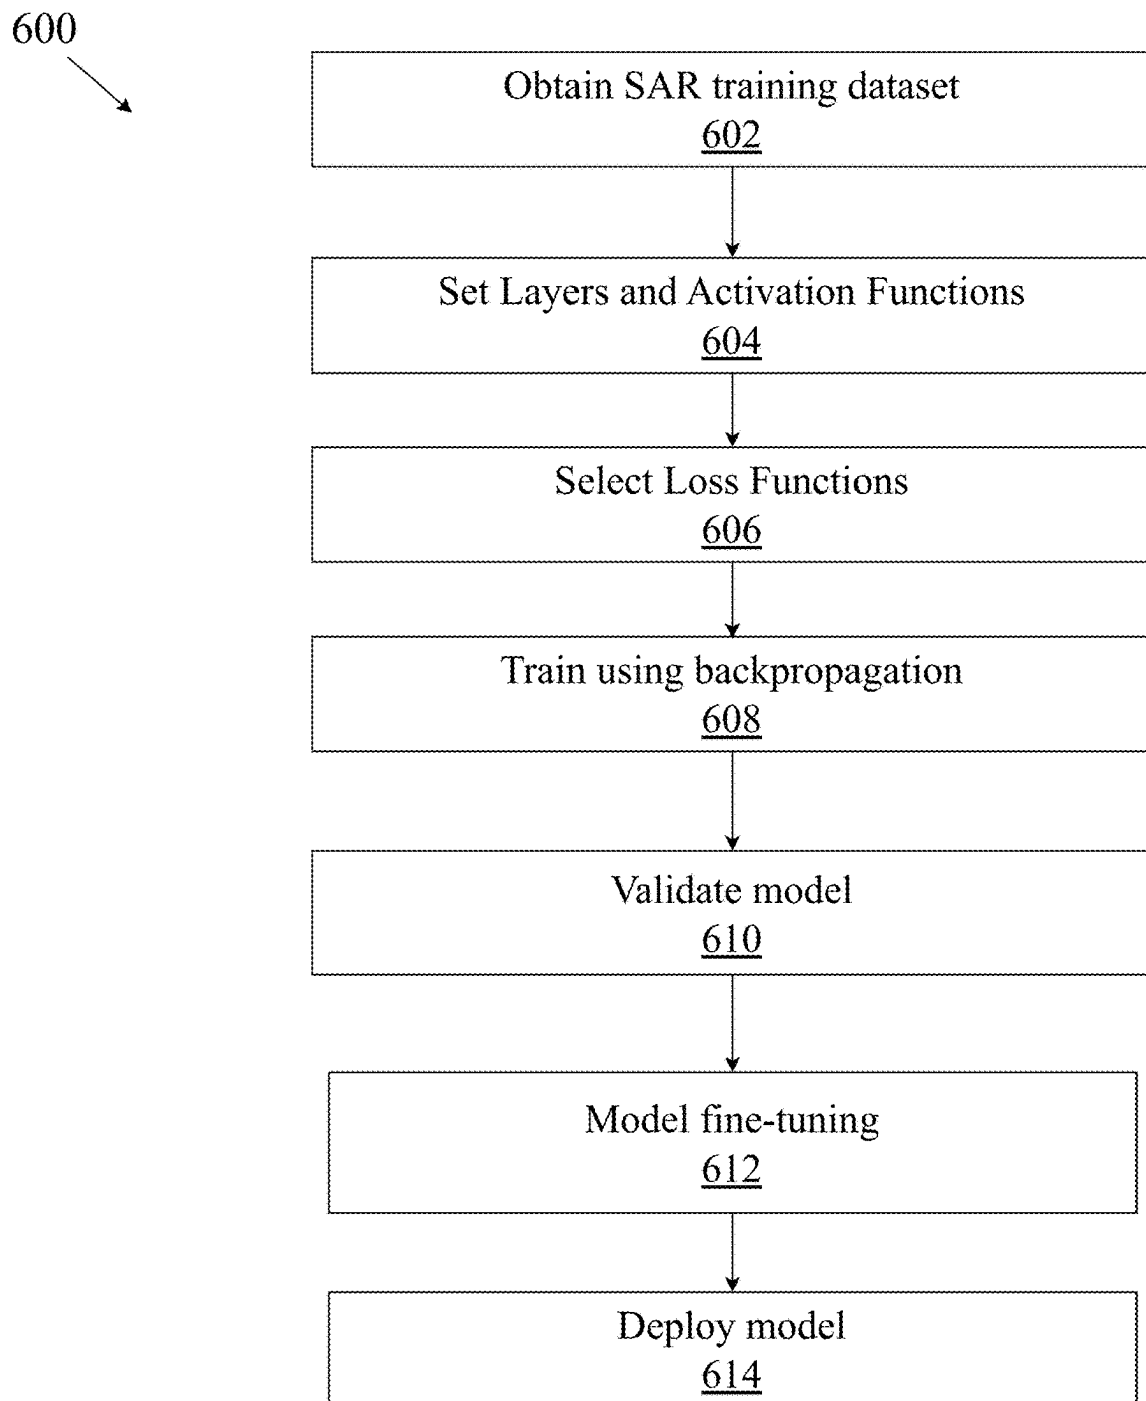 600
Obtain SAR training dataset
602
Set Layers and Activation Functions
604
Select Loss Functions
606
Train using backpropagation
608
Validate model
610
Model fine-tuning
612
Deploy model
614